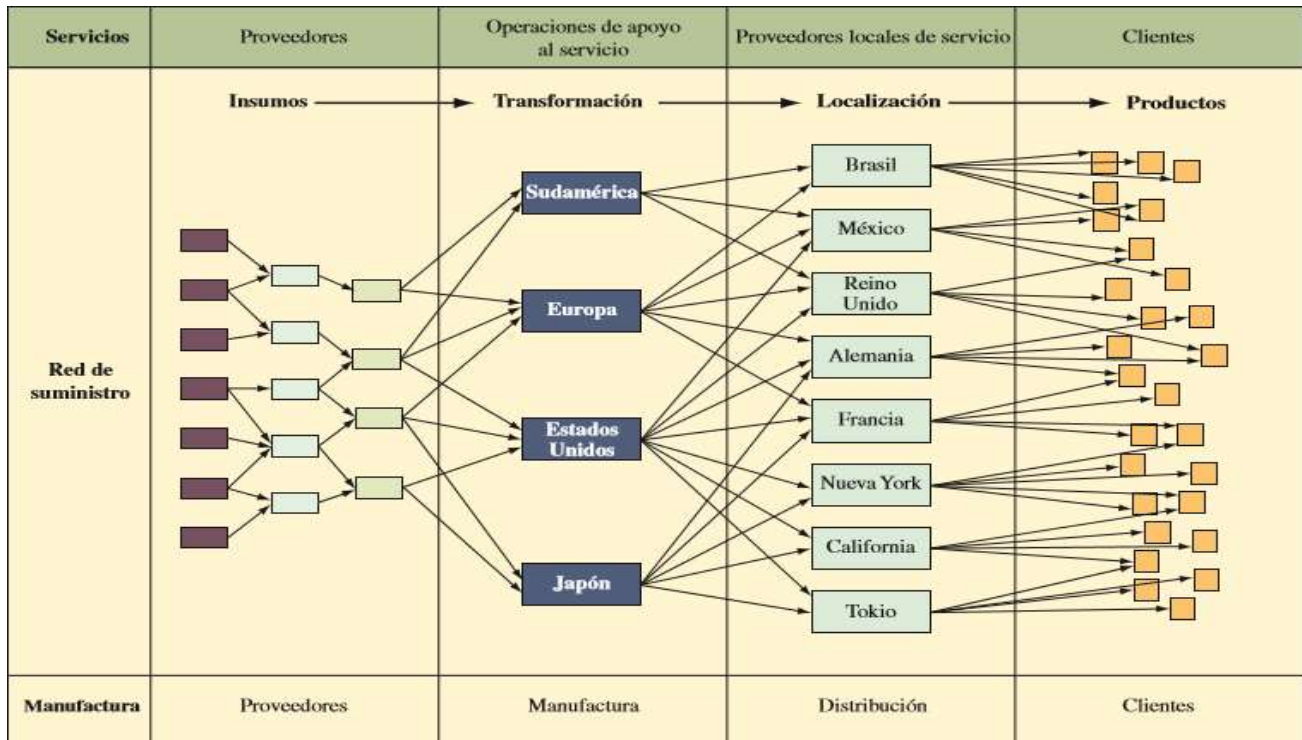 Servicios
Proveedores
Operaciones de apoyo
al servicio
Proveedores locales de servicio
Clientes
Insumos
Transformación
Localización
Productos
Red de
suministro
Sudamérica
Europa
Estados
Unidos
Japón
Brasil
México
Reino
Unido
Alemania
Francia
Nueva York
California
Tokio
Manufactura
Proveedores
Manufactura
Distribución
Clientes